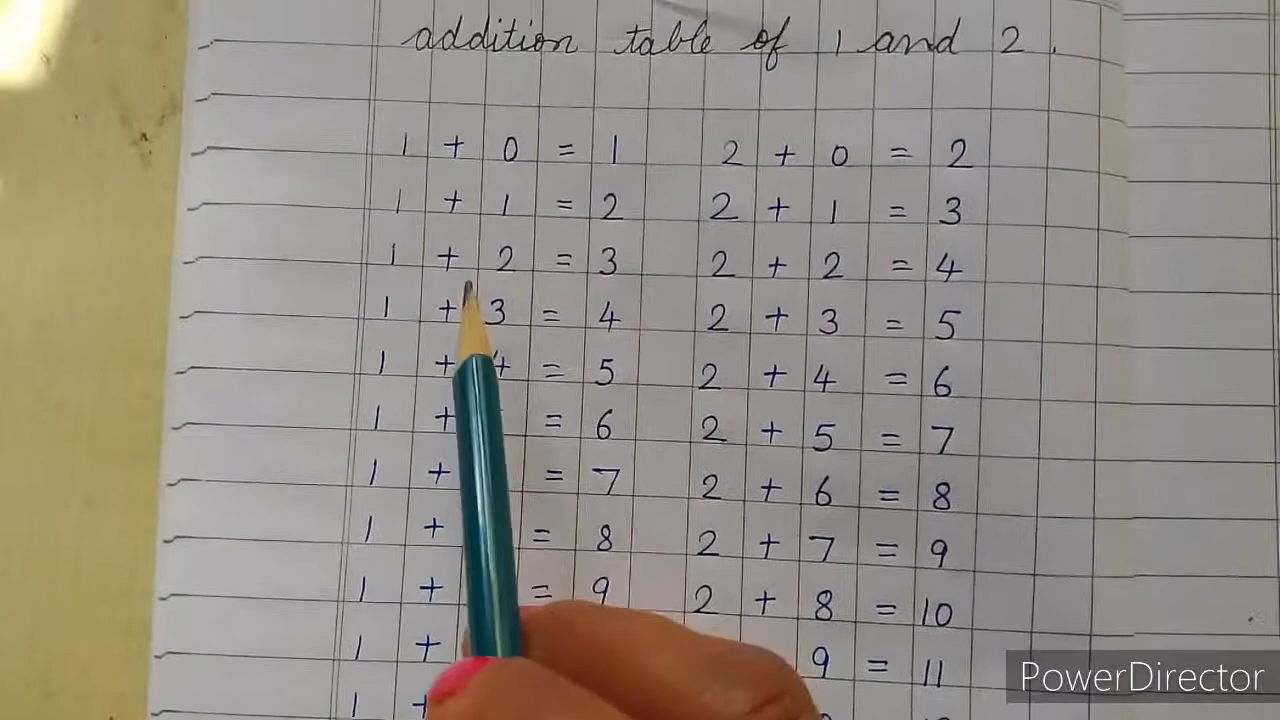 addition table of 1 and 2.
1 + 0 = 1 2 + 0 = 2
1 + 1 = 2 2 + 1 = 3
1 + 2 = 3 2 + 2 = 4
1 + 3 = 4 2 + 3 = 5
1 + 4 = 5 2 + 4 = 6
1 + = 6 2 + 5 = 7
1 + = 7 2 + 6 = 8
1 + = 8 2 + 7 = 9
1 + = 9 2 + 8 = 10
1 + 9 = 11
1 +
PowerDirector